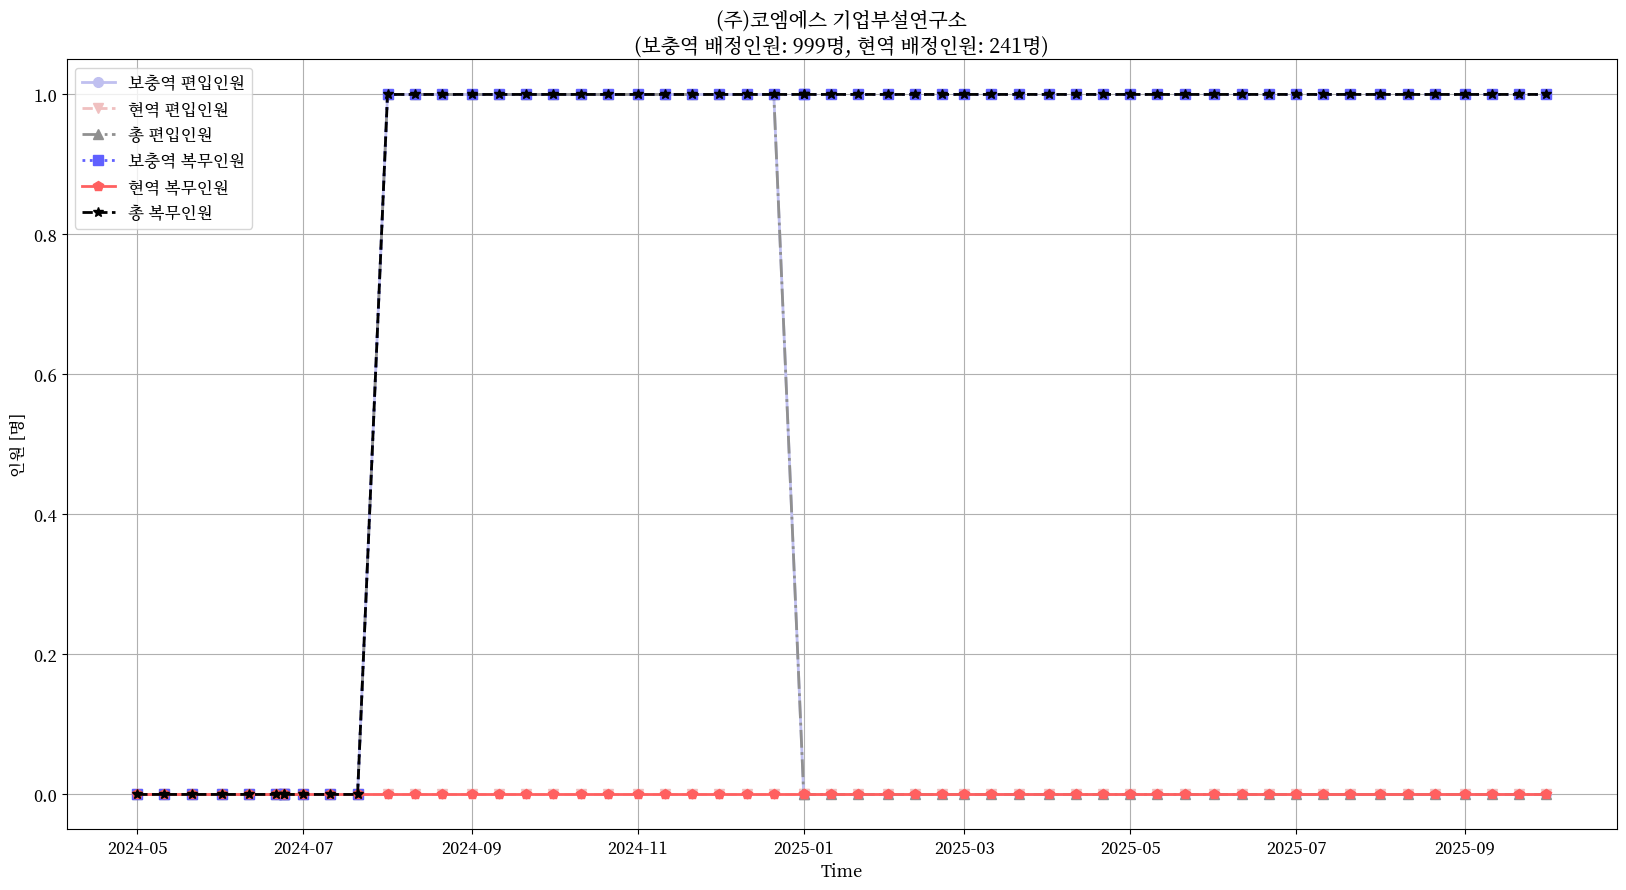 (주)코엠에스 기업부설연구소
(보충역 배정인원: 999명, 현역 배정인원: 241명)
보충역 편입인원
현역 편입인원
총 편입인원
보충역 복무인원
현역 복무인원
총 복무인원
1.0
0.8
0.6
0.4
0.2
0.0
인원 [명]
2024-05
2024-07
2024-09
2024-11
2025-01
2025-03
2025-05
2025-07
2025-09
Time